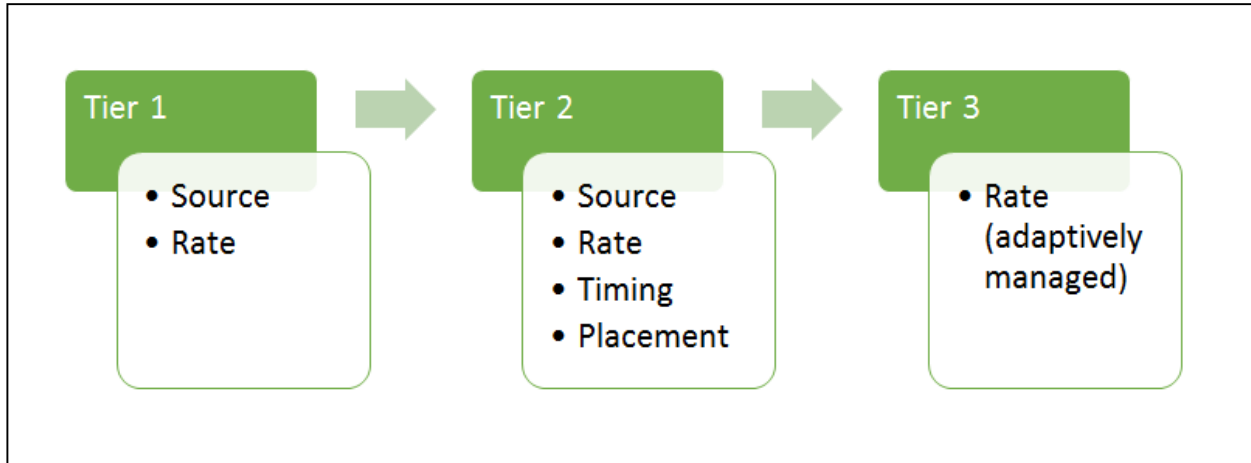 Tier 1
• Source
• Rate
Tier 2
• Source
• Rate
• Timing
• Placement
Tier 3
• Rate
(adaptively
managed)